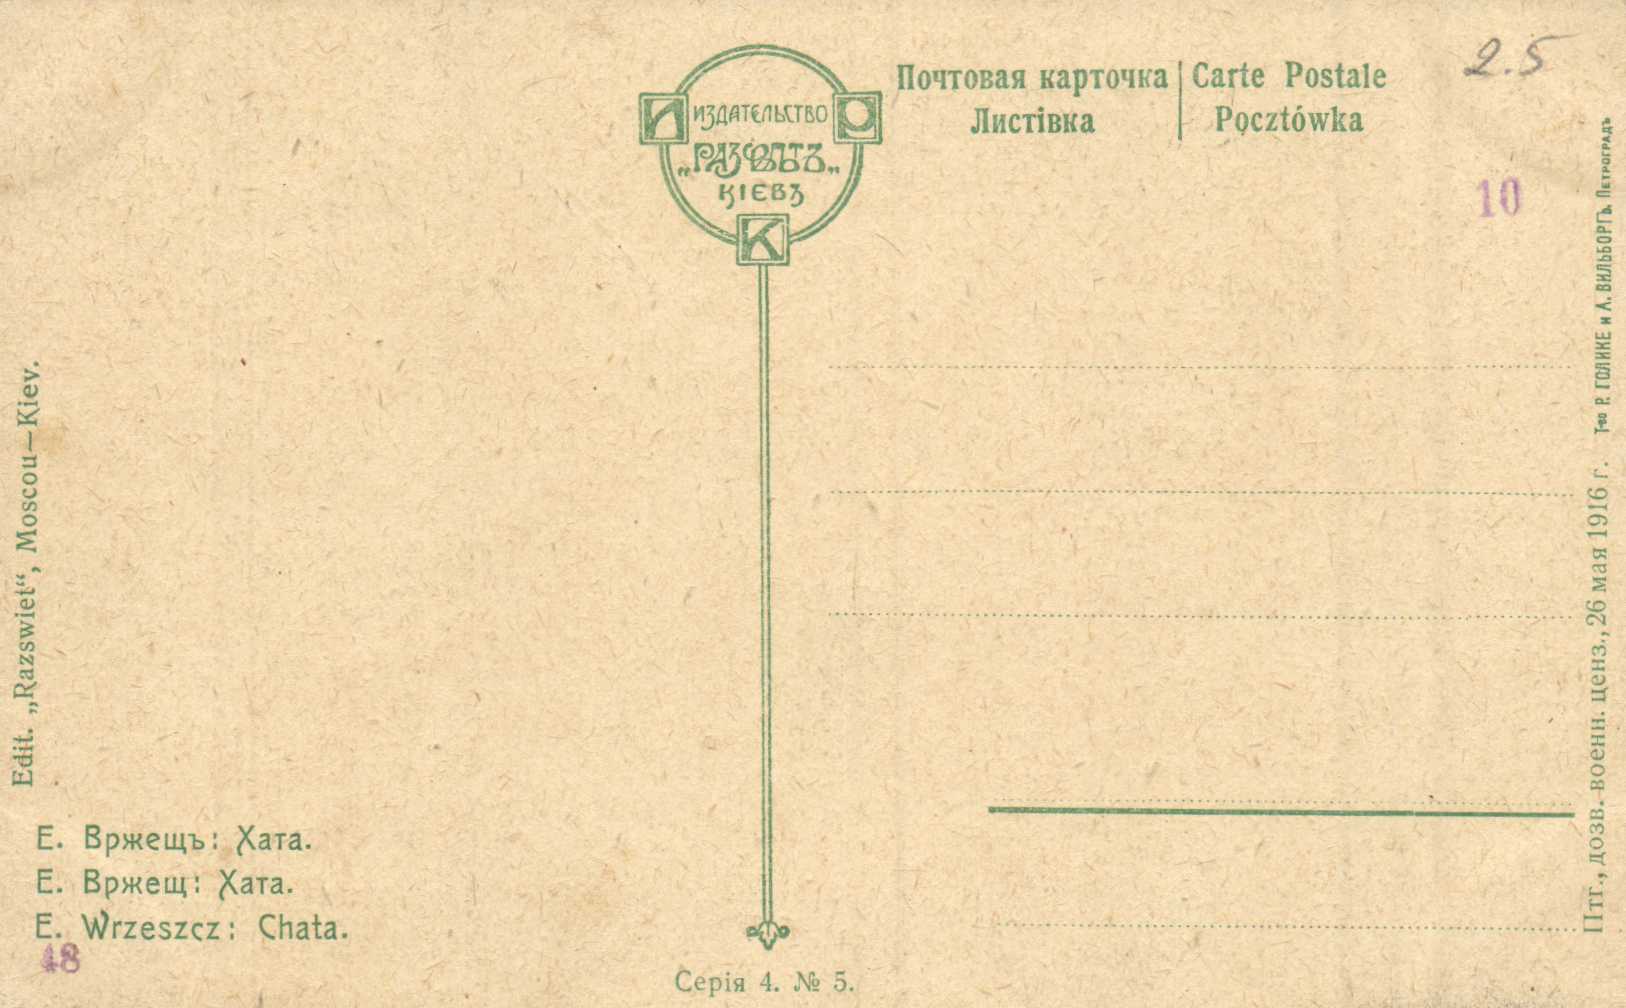 Л О
ИЗДАТЕЛЬСТВО
„РАЗСВѢТЪ„
КІЕВЪ
К
Почтовая карточка | Carte Postale
Листівка | Pocztówka
2.5
10
Edit. „Razswiet“, Moscou—Kiev.
Е. Вржещъ: Хата.
Е. Вржещ: Хата.
E. Wrzeszcz: Chata.
48
Серія 4. № 5.
Птг., дозв. военн. ценз., 26 мая 1916 г. Т-во Р. ГОЛИКЕ и А. ВИЛЬБОРГЪ. ПЕТРОГРАДЪ